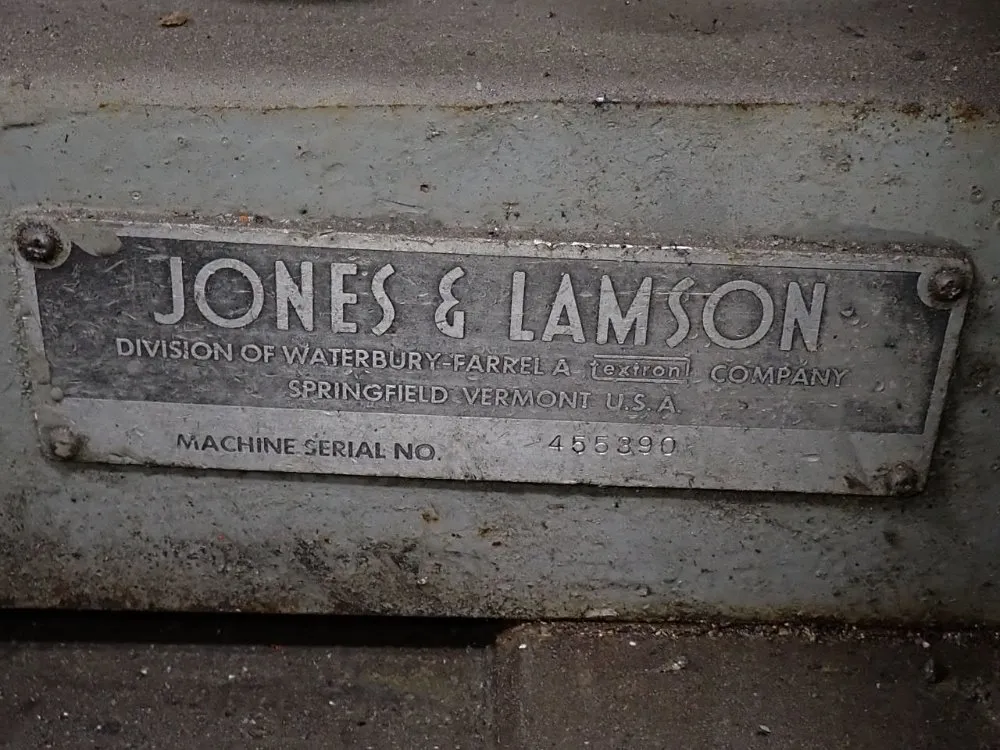 JONES & LAMSON
DIVISION OF WATERBURY-FARREL A textron COMPANY
SPRINGFIELD VERMONT U.S.A.
MACHINE SERIAL NO. 455390